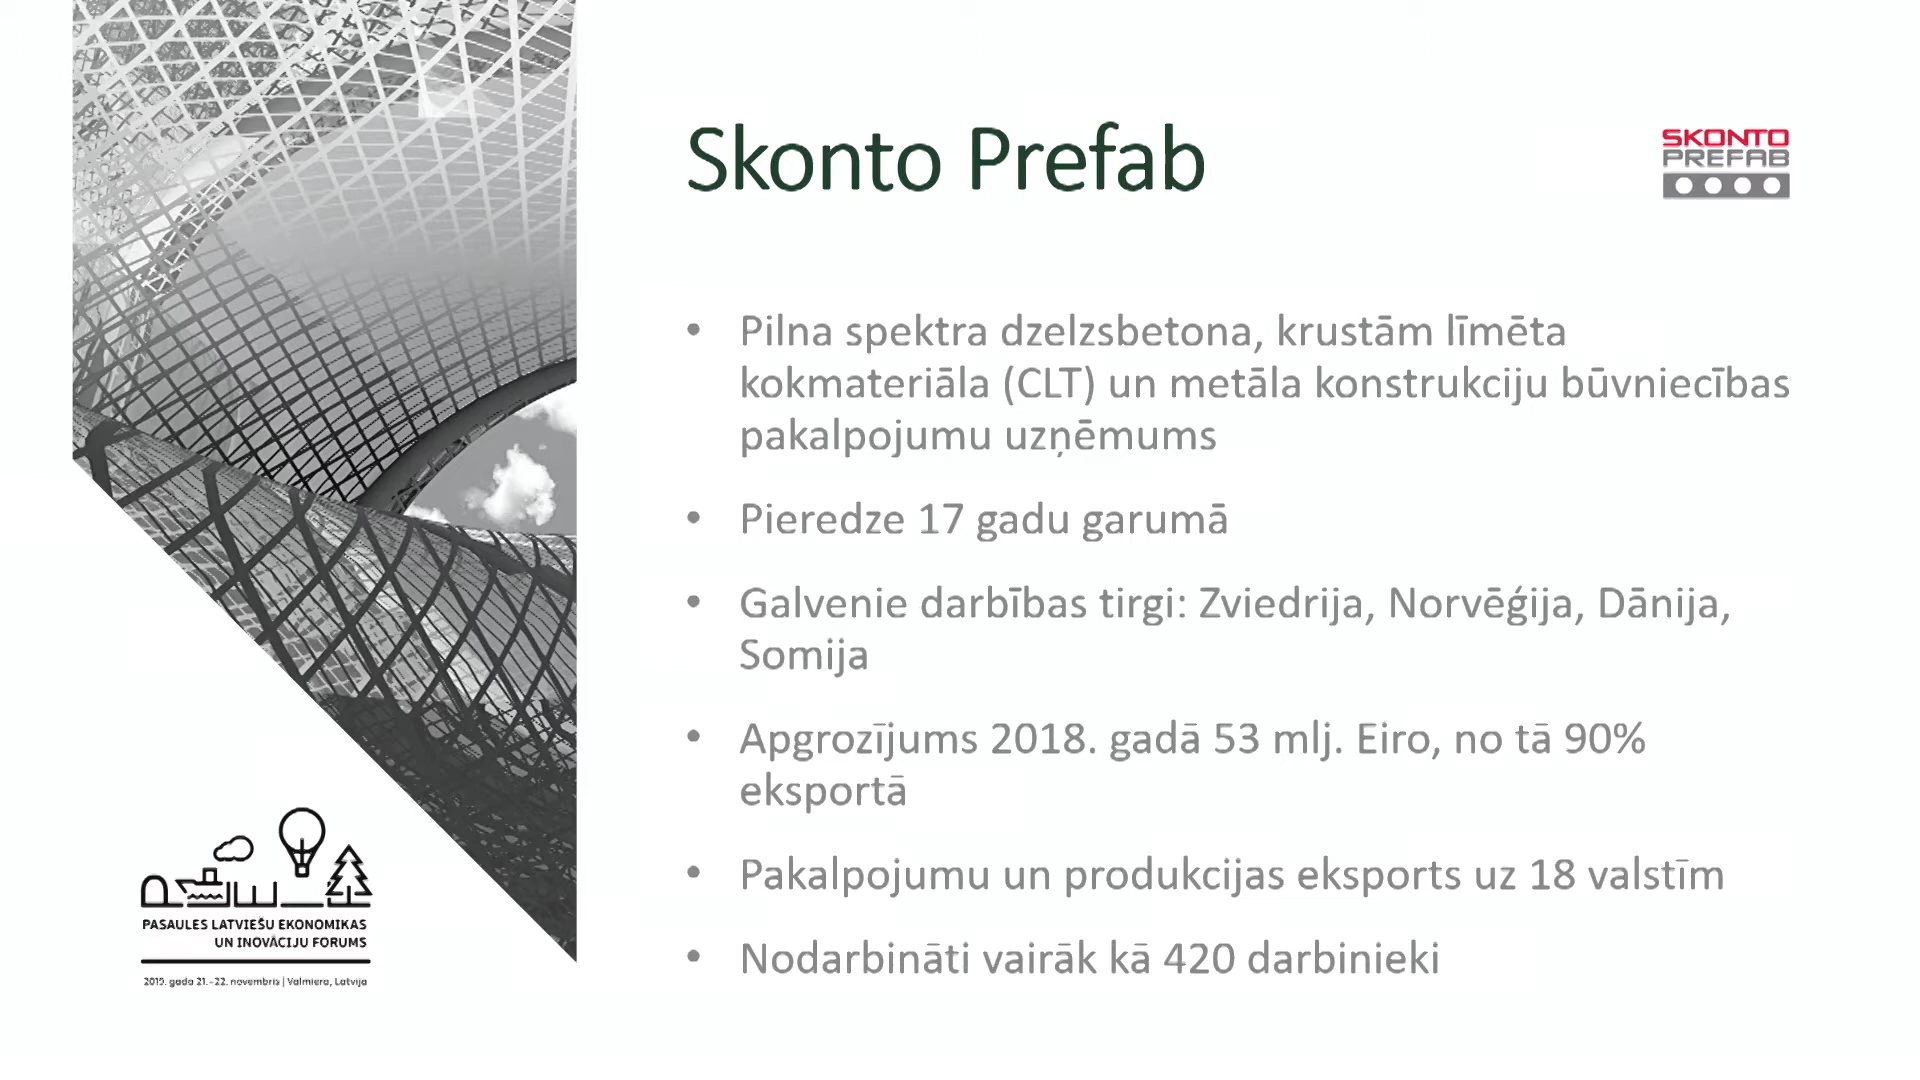 Skonto Prefab
SKONTO
PREFAB
• Pilna spektra dzelzsbetona, krustām līmēta
kokmateriāla (CLT) un metāla konstrukciju būvniecības
pakalpojumu uzņēmums
• Pieredze 17 gadu garumā
• Galvenie darbības tirgi: Zviedrija, Norvēģija, Dānija,
Somija
• Apgrozījums 2018. gadā 53 mlj. Eiro, no tā 90%
eksportā
• Pakalpojumu un produkcijas eksports uz 18 valstīm
• Nodarbināti vairāk kā 420 darbinieki
PASAULES LATVIEŠU EKONOMIKAS
UN INOVĀCIJU FORUMS
2019. gada 21.–22. novembris | Valmiera, Latvija